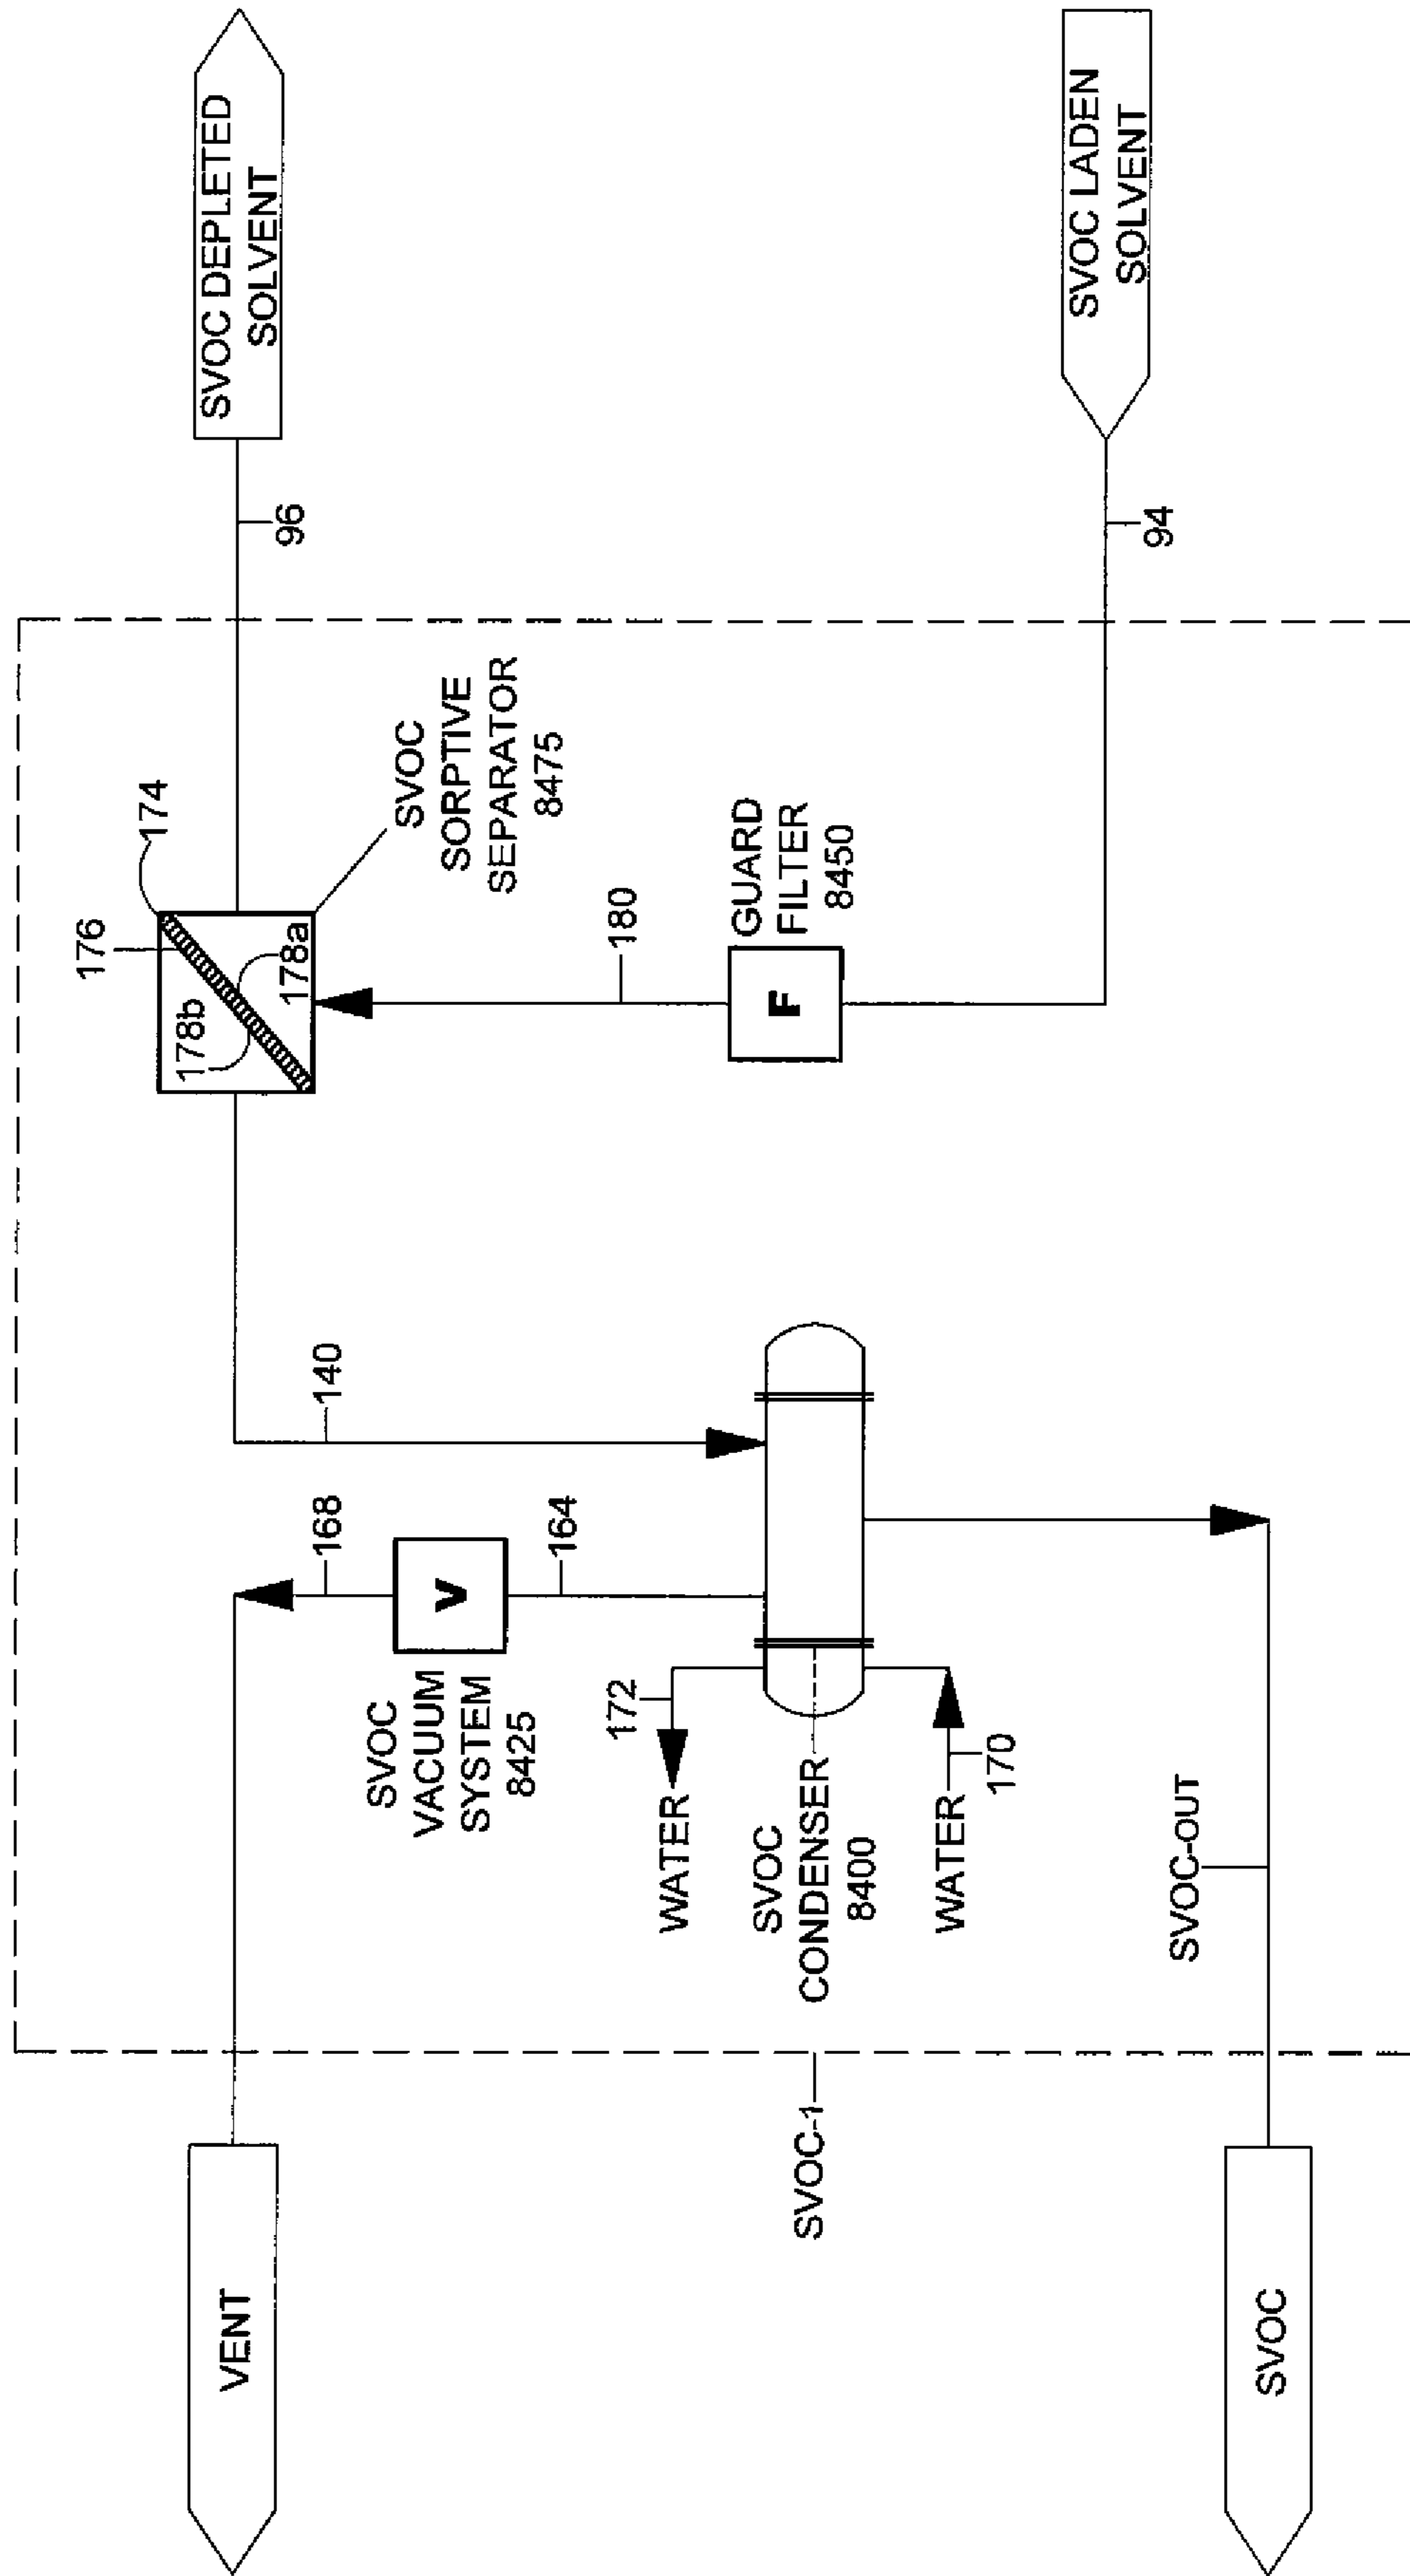 VENT
SVOC
SVOC-1
SVOC
VACUUM
SYSTEM
8425
168
164
140
172
WATER
SVOC
CONDENSER
8400
WATER
170
SVOC-OUT
174
176
178b
178a
SVOC
SORPTIVE
SEPARATOR
8475
180
GUARD
FILTER
8450
F
V
96
94
SVOC DEPLETED
SOLVENT
SVOC LADEN
SOLVENT